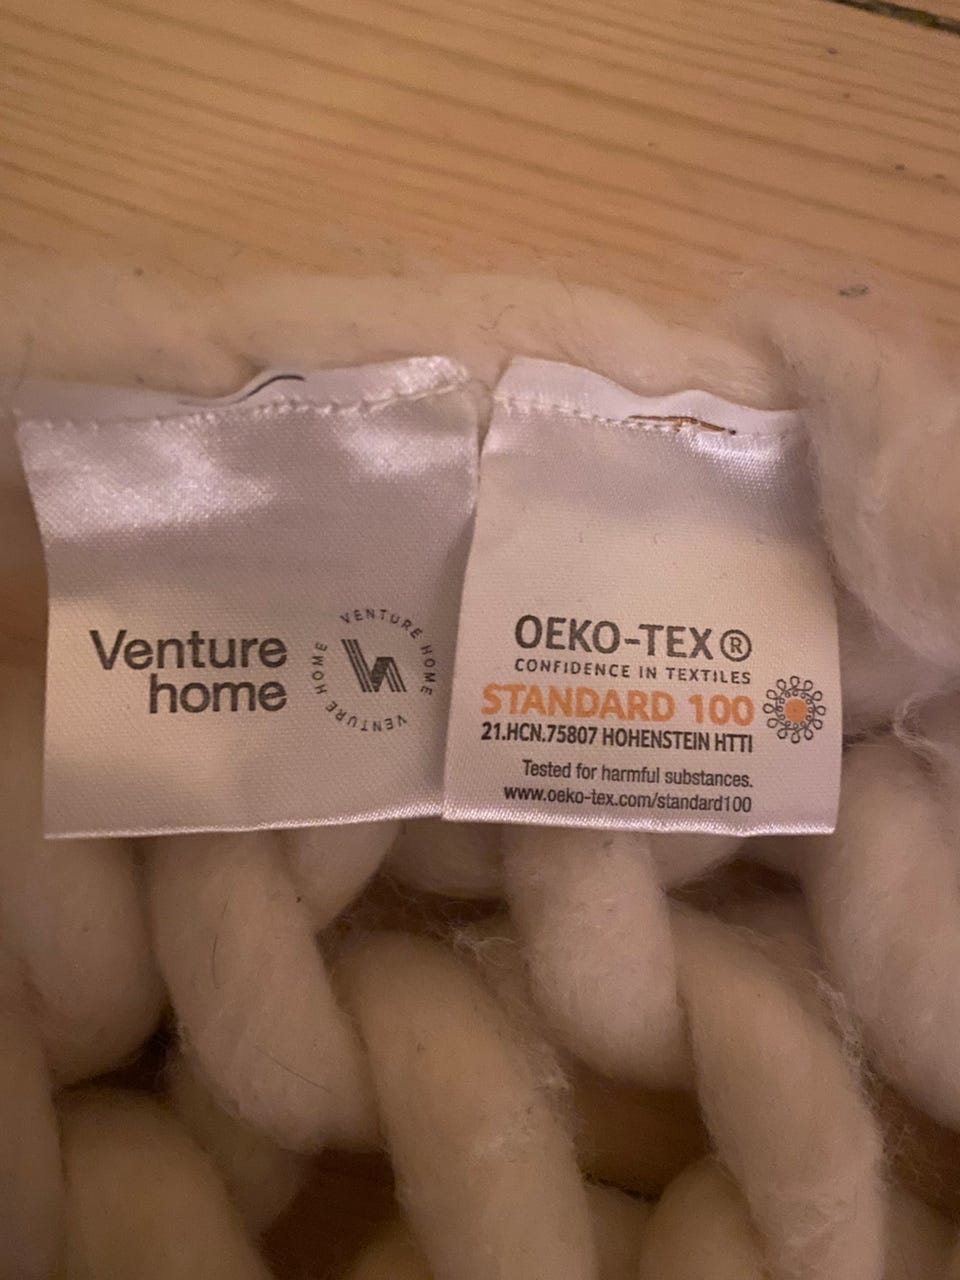 Venture
home
VENTURE HOME
VENTURE HOME
OEKO-TEX®
CONFIDENCE IN TEXTILES
STANDARD 100
21.HCN.75807 HOHENSTEIN HTTI
Tested for harmful substances.
www.oeko-tex.com/standard100